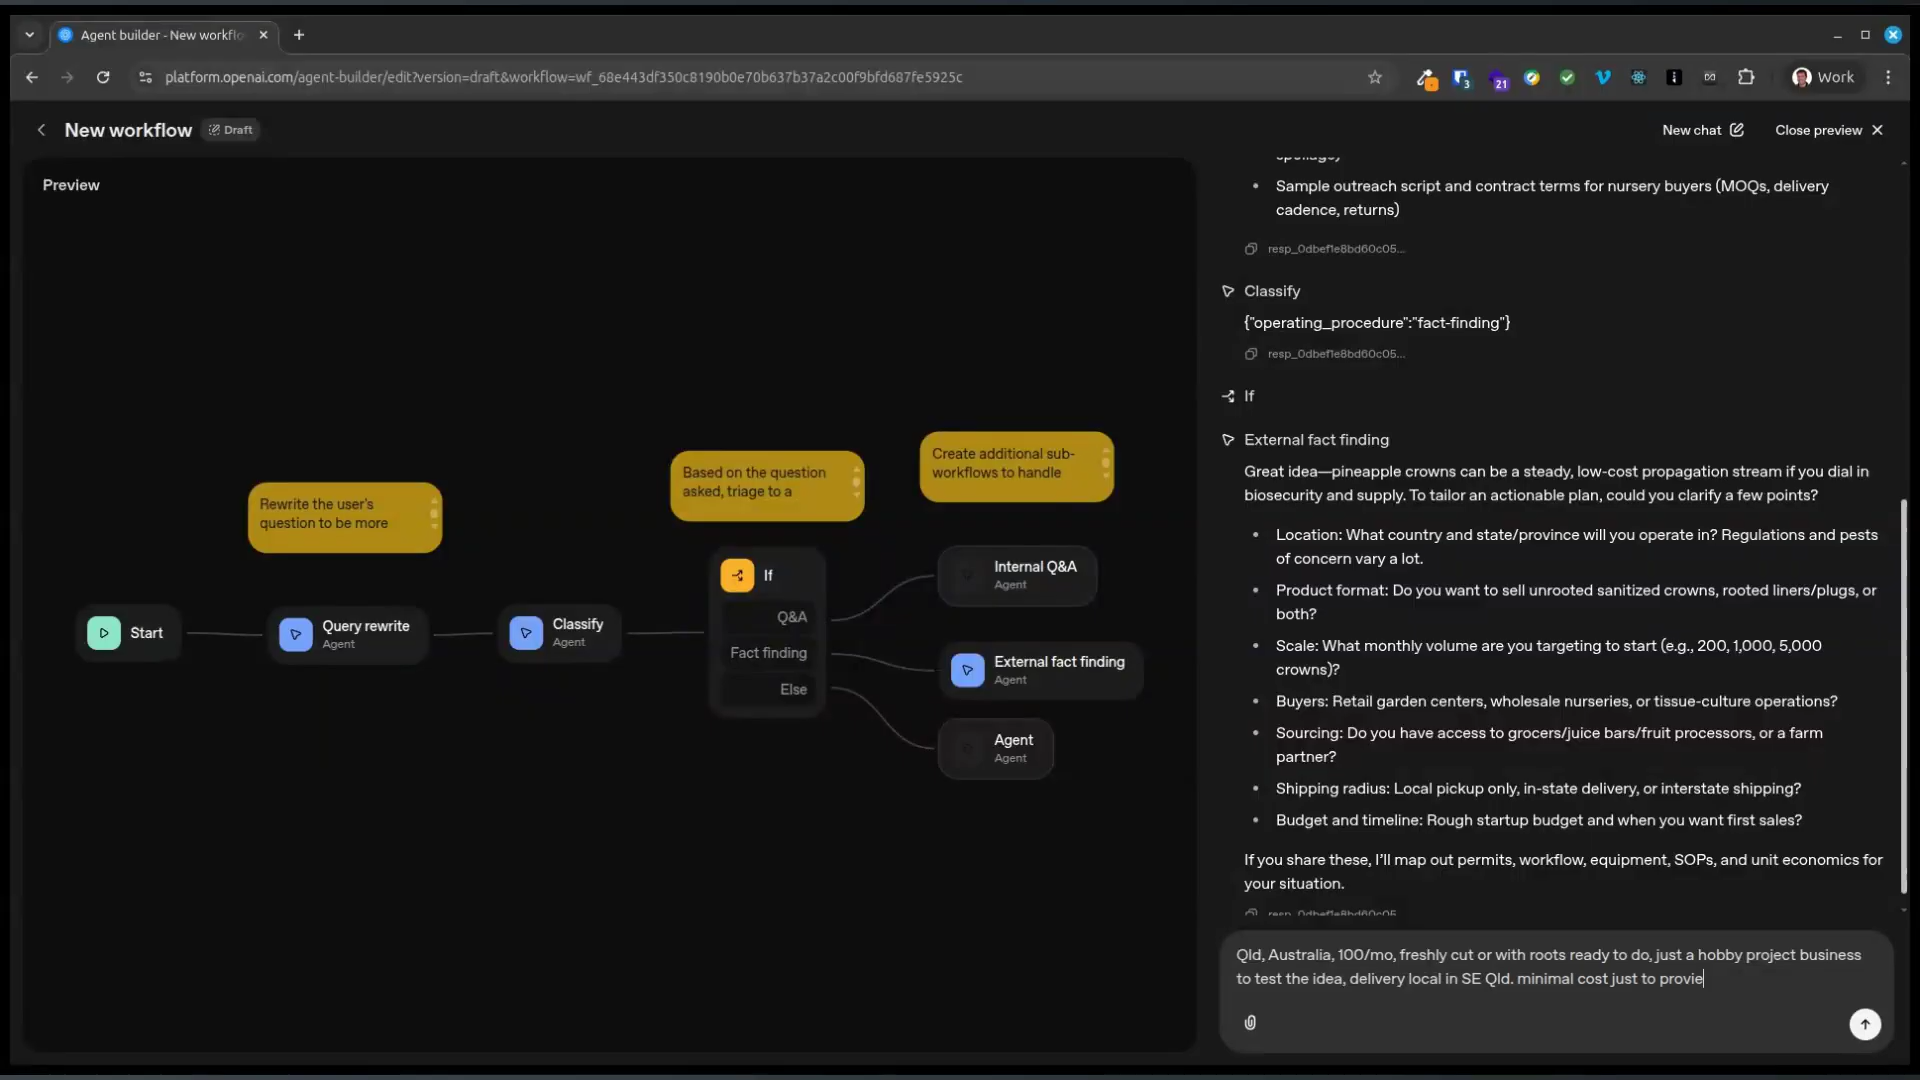 Agent builder - New workflo
platform.openai.com/agent-builder/edit?version=draft&workflow=wf_68e443df350c8190b0e70b637b37a2c00f9bfd687fe5925c
3
21
Work
New workflow
Draft
New chat
Close preview
Preview
Rewrite the user's
question to be more
Based on the question
asked, triage to a
Create additional sub-
workflows to handle
Start
Query rewrite
Agent
Classify
Agent
If
Q&A
Fact finding
Else
Internal Q&A
Agent
External fact finding
Agent
Agent
Agent
spoilage)
• Sample outreach script and contract terms for nursery buyers (MOQs, delivery
cadence, returns)
resp_0dbef1e8bd60c05...
Classify
{"operating_procedure":"fact-finding"}
resp_0dbef1e8bd60c05...
If
External fact finding
Great idea—pineapple crowns can be a steady, low-cost propagation stream if you dial in
biosecurity and supply. To tailor an actionable plan, could you clarify a few points?
• Location: What country and state/province will you operate in? Regulations and pests
of concern vary a lot.
• Product format: Do you want to sell unrooted sanitized crowns, rooted liners/plugs, or
both?
• Scale: What monthly volume are you targeting to start (e.g., 200, 1,000, 5,000
crowns)?
• Buyers: Retail garden centers, wholesale nurseries, or tissue-culture operations?
• Sourcing: Do you have access to grocers/juice bars/fruit processors, or a farm
partner?
• Shipping radius: Local pickup only, in-state delivery, or interstate shipping?
• Budget and timeline: Rough startup budget and when you want first sales?
If you share these, I'll map out permits, workflow, equipment, SOPs, and unit economics for
your situation.
resp_0dbef1e8bd60c05...
Qld, Australia, 100/mo, freshly cut or with roots ready to do, just a hobby project business
to test the idea, delivery local in SE Qld. minimal cost just to provie